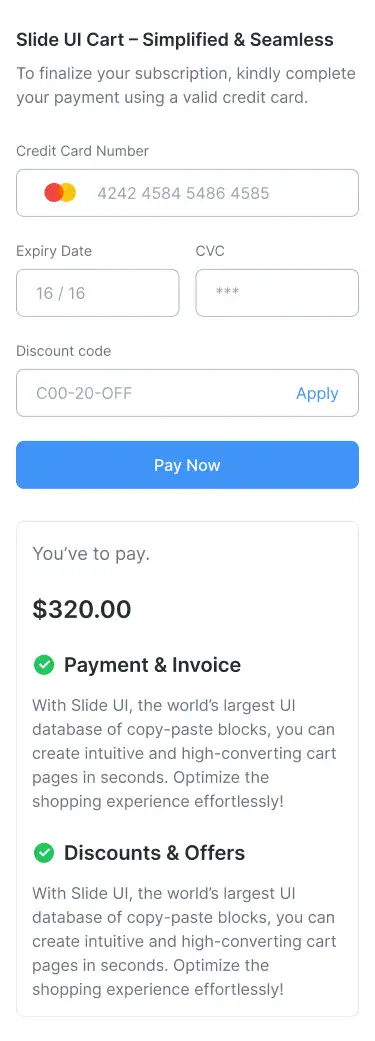 Slide UI Cart – Simplified & Seamless
To finalize your subscription, kindly complete
your payment using a valid credit card.
Credit Card Number
4242 4584 5486 4585
Expiry Date
CVC
16 / 16
***
Discount code
C00-20-OFF
Apply
Pay Now
You’ve to pay.
$320.00
Payment & Invoice
With Slide UI, the world’s largest UI
database of copy-paste blocks, you can
create intuitive and high-converting cart
pages in seconds. Optimize the
shopping experience effortlessly!
Discounts & Offers
With Slide UI, the world’s largest UI
database of copy-paste blocks, you can
create intuitive and high-converting cart
pages in seconds. Optimize the
shopping experience effortlessly!